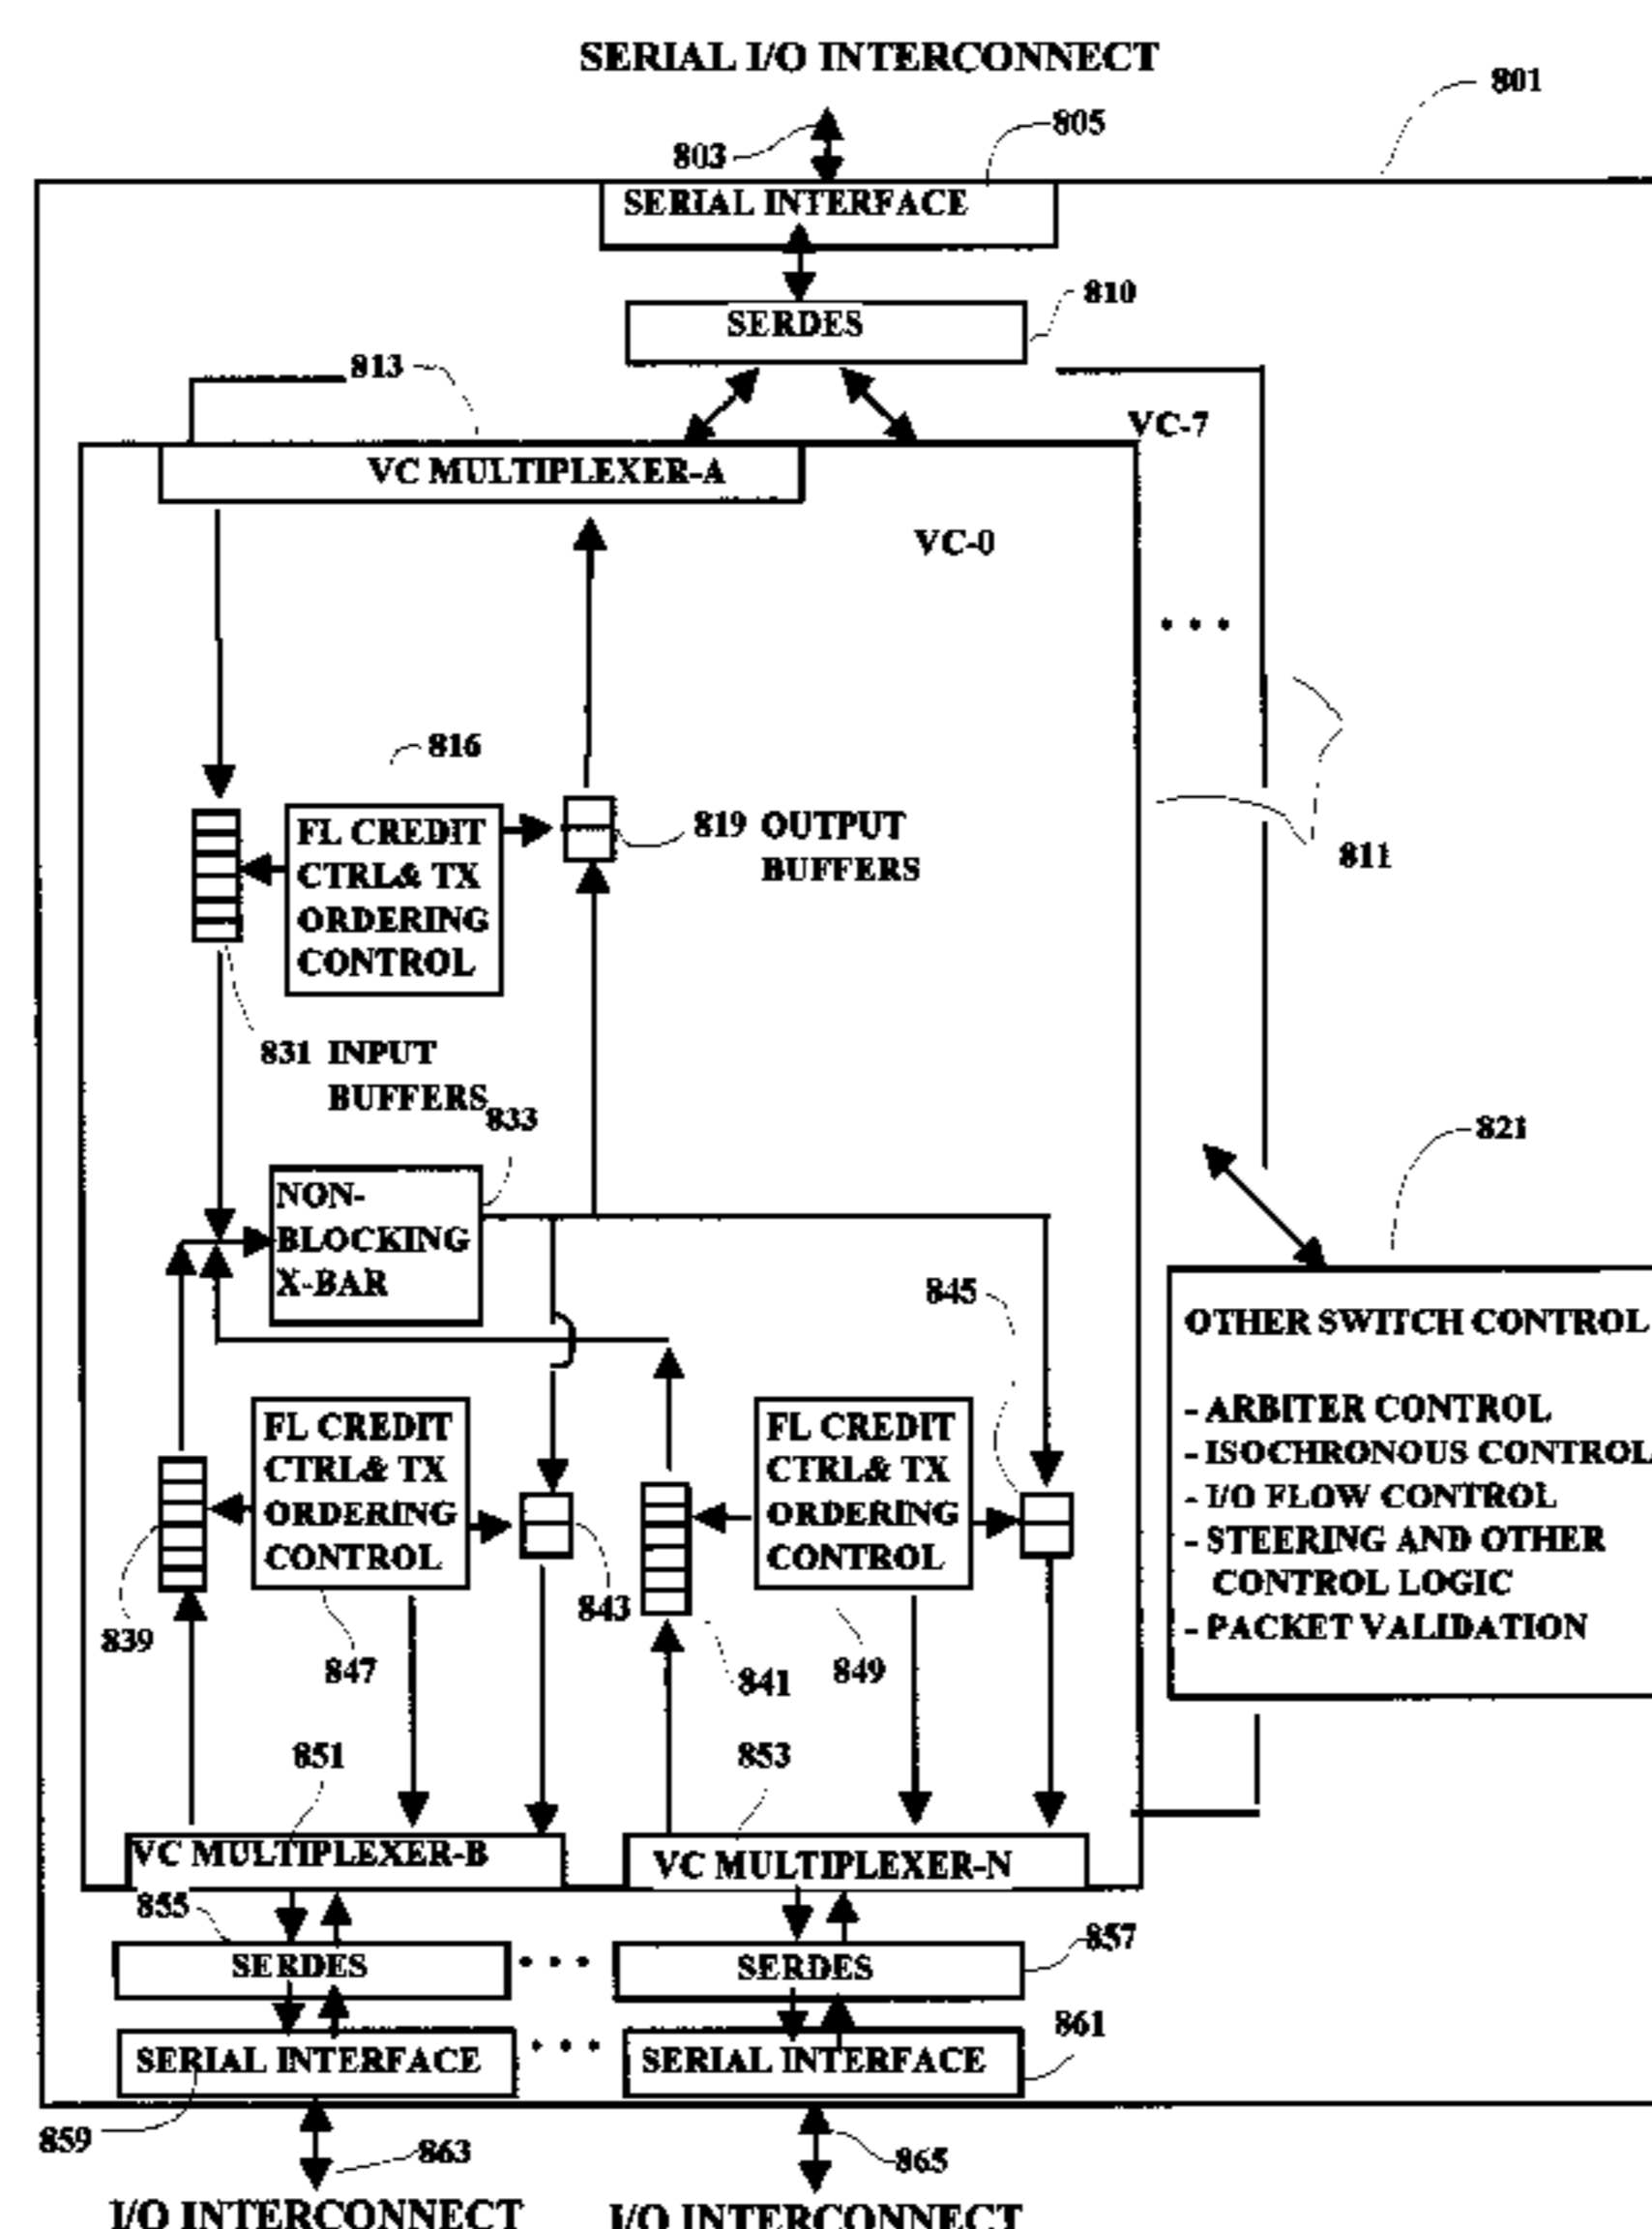 SERIAL I/O INTERCONNECT
801
805
803
SERIAL INTERFACE
810
SERDES
813
VC-7
VC MULTIPLEXER-A
VC-0
• • •
816
819 OUTPUT
BUFFERS
811
FL CREDIT
CTRL& TX
ORDERING
CONTROL
831 INPUT
BUFFERS
833
821
NON-
BLOCKING
X-BAR
845
OTHER SWITCH CONTROL
- ARBITER CONTROL
- ISOCHRONOUS CONTROL
- I/O FLOW CONTROL
- STEERING AND OTHER
CONTROL LOGIC
- PACKET VALIDATION
FL CREDIT
CTRL& TX
ORDERING
CONTROL
FL CREDIT
CTRL& TX
ORDERING
CONTROL
839
847
843
841
849
851
853
VC MULTIPLEXER-B
VC MULTIPLEXER-N
855
857
SERDES
• • •
SERDES
861
SERIAL INTERFACE
• • •
SERIAL INTERFACE
859
863
865
I/O INTERCONNECT
I/O INTERCONNECT